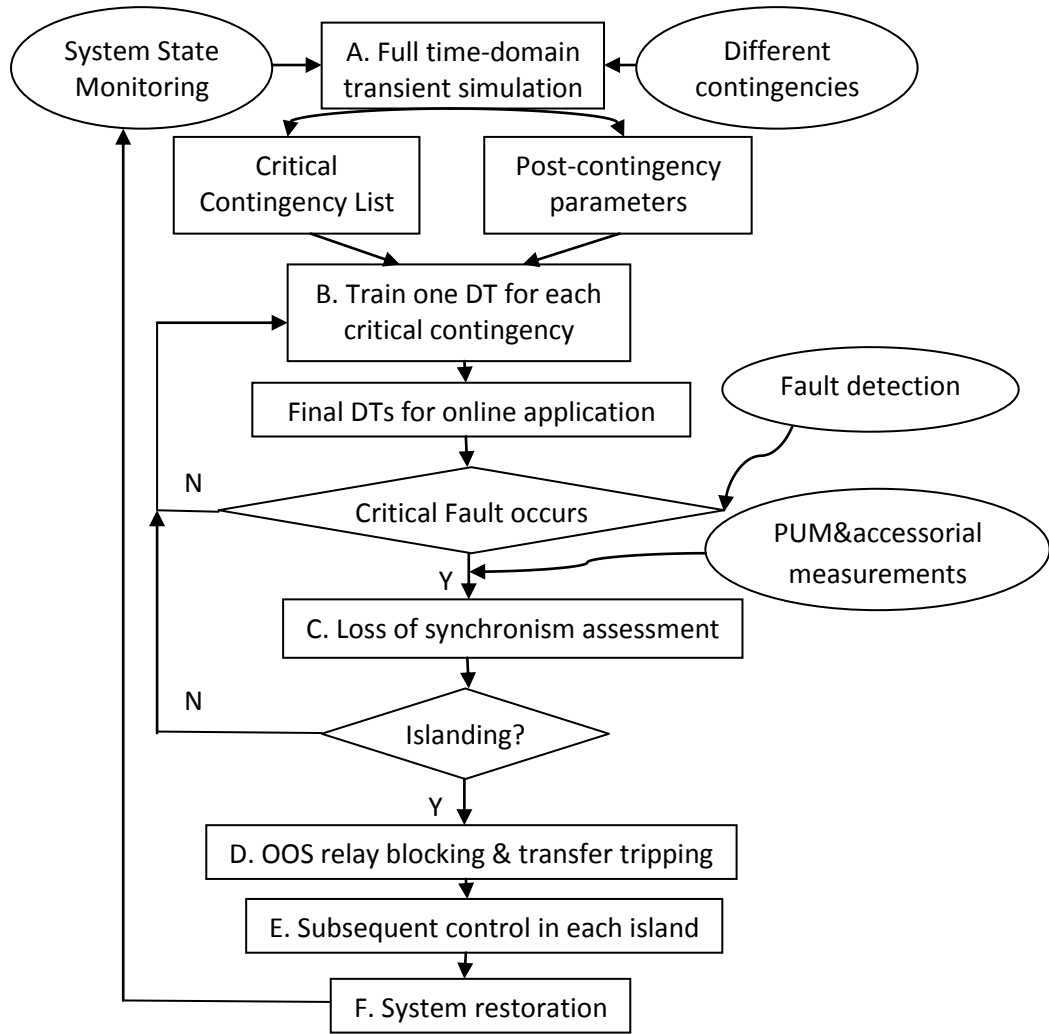 System State
Monitoring
A. Full time-domain
transient simulation
Different
contingencies
Critical
Contingency List
Post-contingency
parameters
B. Train one DT for each
critical contingency
Final DTs for online application
Fault detection
N
Critical Fault occurs
PUM&accessorial
measurements
Y
C. Loss of synchronism assessment
N
Islanding?
Y
D. OOS relay blocking & transfer tripping
E. Subsequent control in each island
F. System restoration